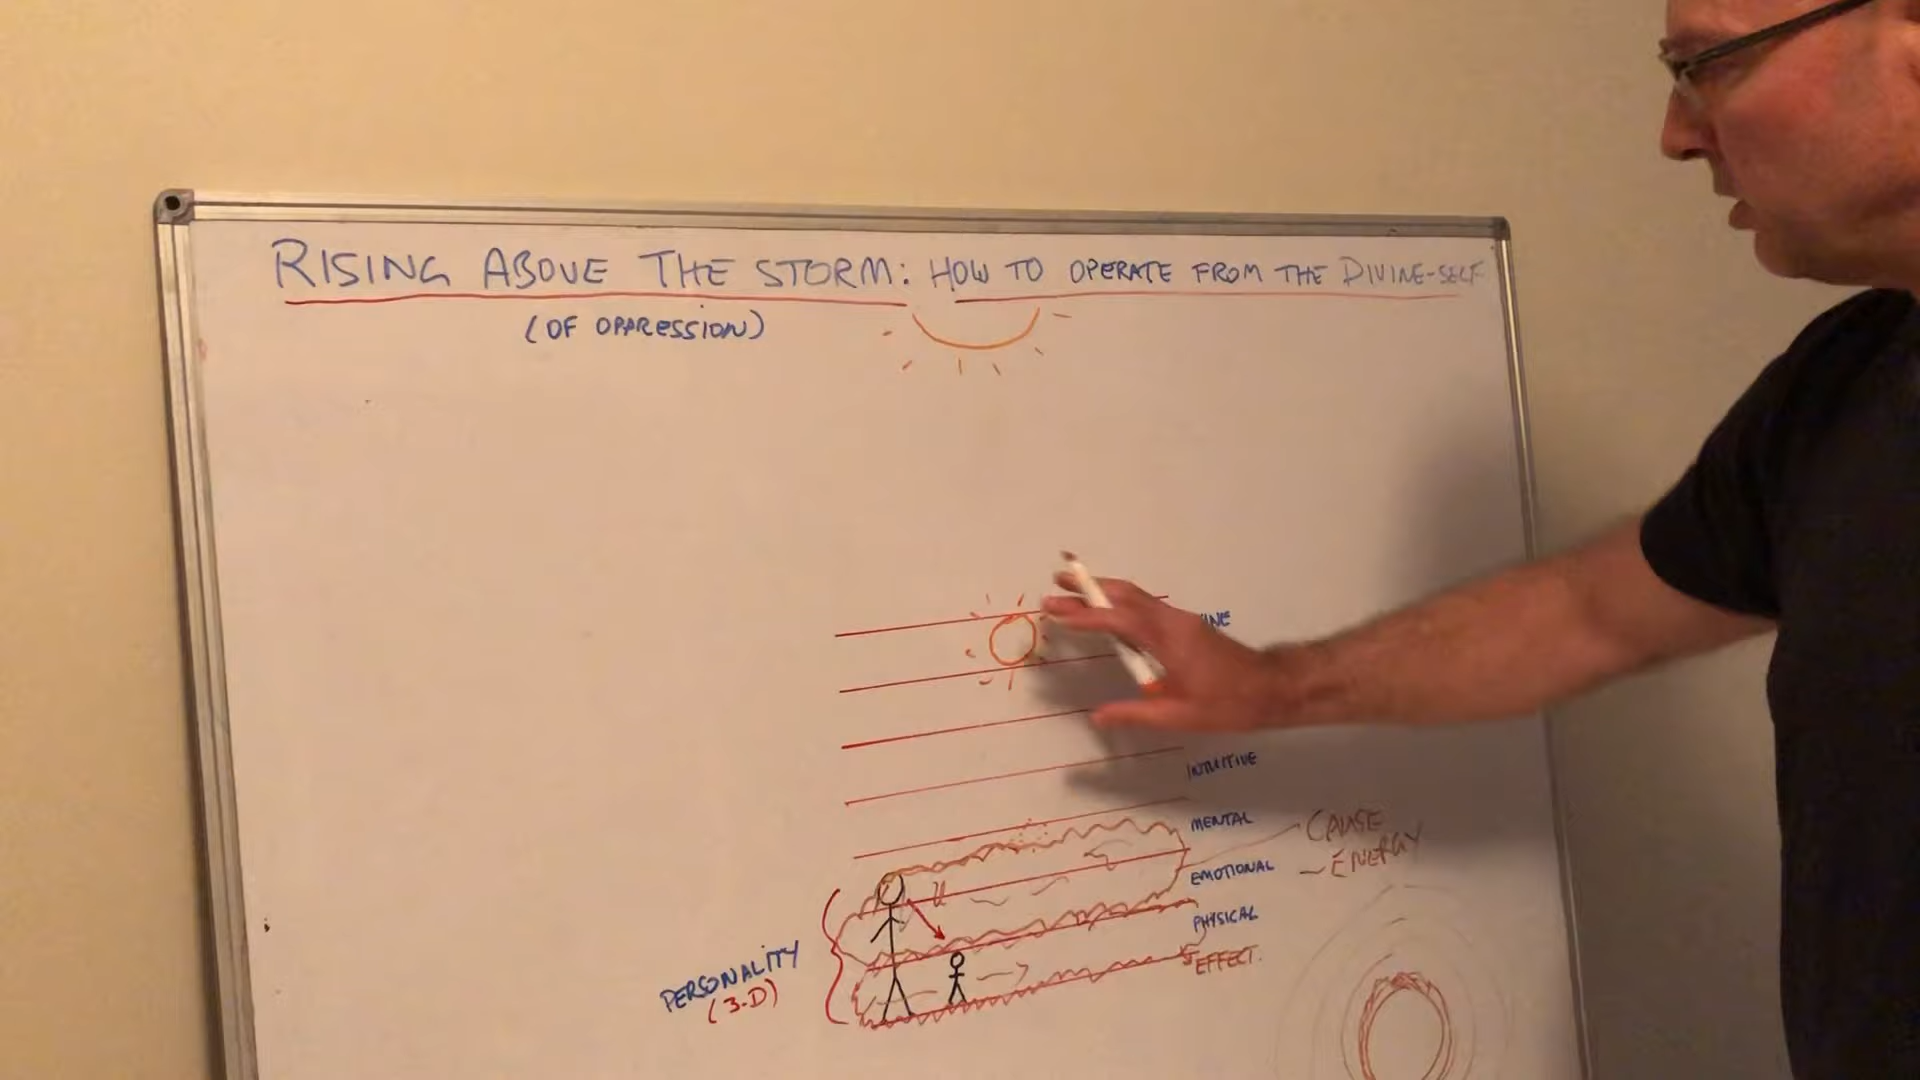 RISING ABOVE THE STORM: HOW TO OPERATE FROM THE DIVINE-SELF
(OF OPPRESSION)
INTUITIVE
MENTAL
CAUSE
EMOTIONAL – ENERGY
PHYSICAL
EFFECT.
PERSONALITY
(3-D)